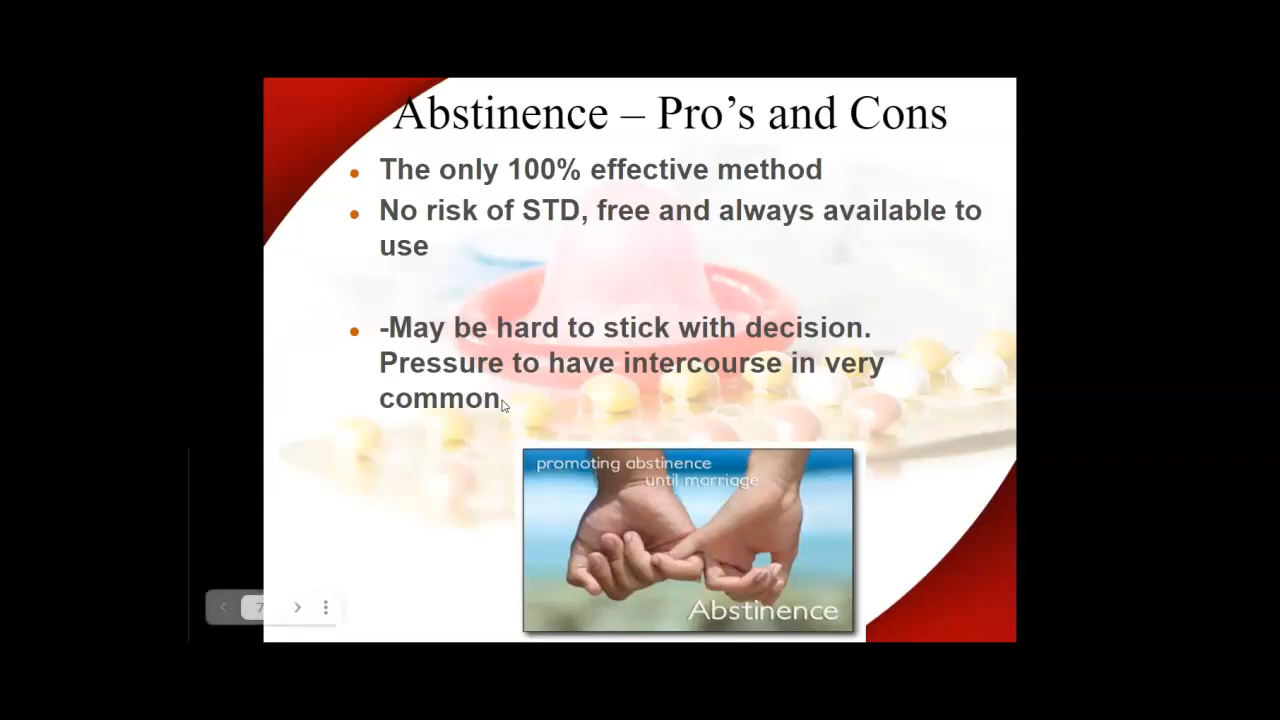 Abstinence – Pro's and Cons
The only 100% effective method
No risk of STD, free and always available to
use
-May be hard to stick with decision.
Pressure to have intercourse in very
common.
promoting abstinence
until marriage
Abstinence
7